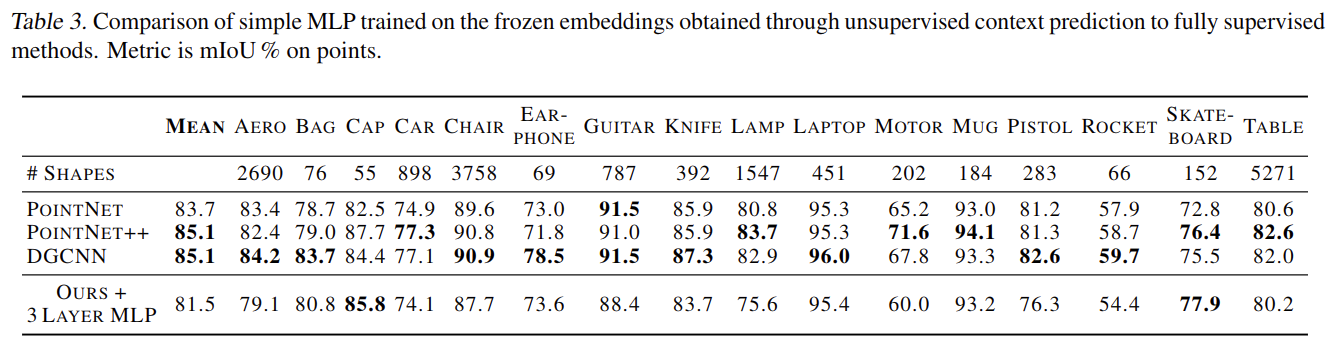 Table 3. Comparison of simple MLP trained on the frozen embeddings obtained through unsupervised context prediction to fully supervised
methods. Metric is mIoU % on points.
MEAN AERO BAG CAP CAR CHAIR EAR-PHONE GUITAR KNIFE LAMP LAPTOP MOTOR MUG PISTOL ROCKET SKATE-BOARD TABLE
# SHAPES 2690 76 55 898 3758 69 787 392 1547 451 202 184 283 66 152 5271
POINTNET 83.7 83.4 78.7 82.5 74.9 89.6 73.0 91.5 85.9 80.8 95.3 65.2 93.0 81.2 57.9 72.8 80.6
POINTNET++ 85.1 82.4 79.0 87.7 77.3 90.8 71.8 91.0 85.9 83.7 95.3 71.6 94.1 81.3 58.7 76.4 82.6
DGCNN 85.1 84.2 83.7 84.4 77.1 90.9 78.5 91.5 87.3 82.9 96.0 67.8 93.3 82.6 59.7 75.5 82.0
OURS +
3 LAYER MLP 81.5 79.1 80.8 85.8 74.1 87.7 73.6 88.4 83.7 75.6 95.4 60.0 93.2 76.3 54.4 77.9 80.2